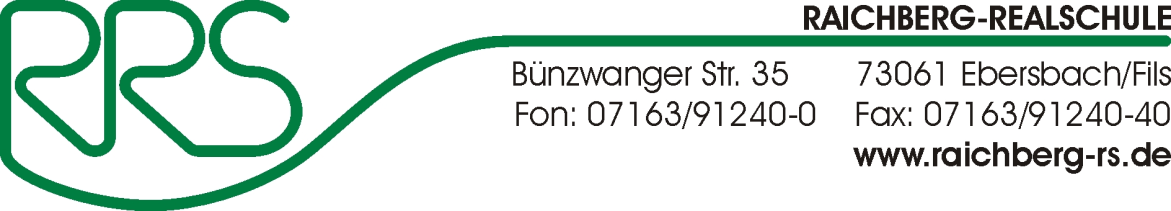 RRS
RAICHBERG-REALSCHULE
Bünzwanger Str. 35 73061 Ebersbach/Fils
Fon: 07163/91240-0 Fax: 07163/91240-40
www.raichberg-rs.de